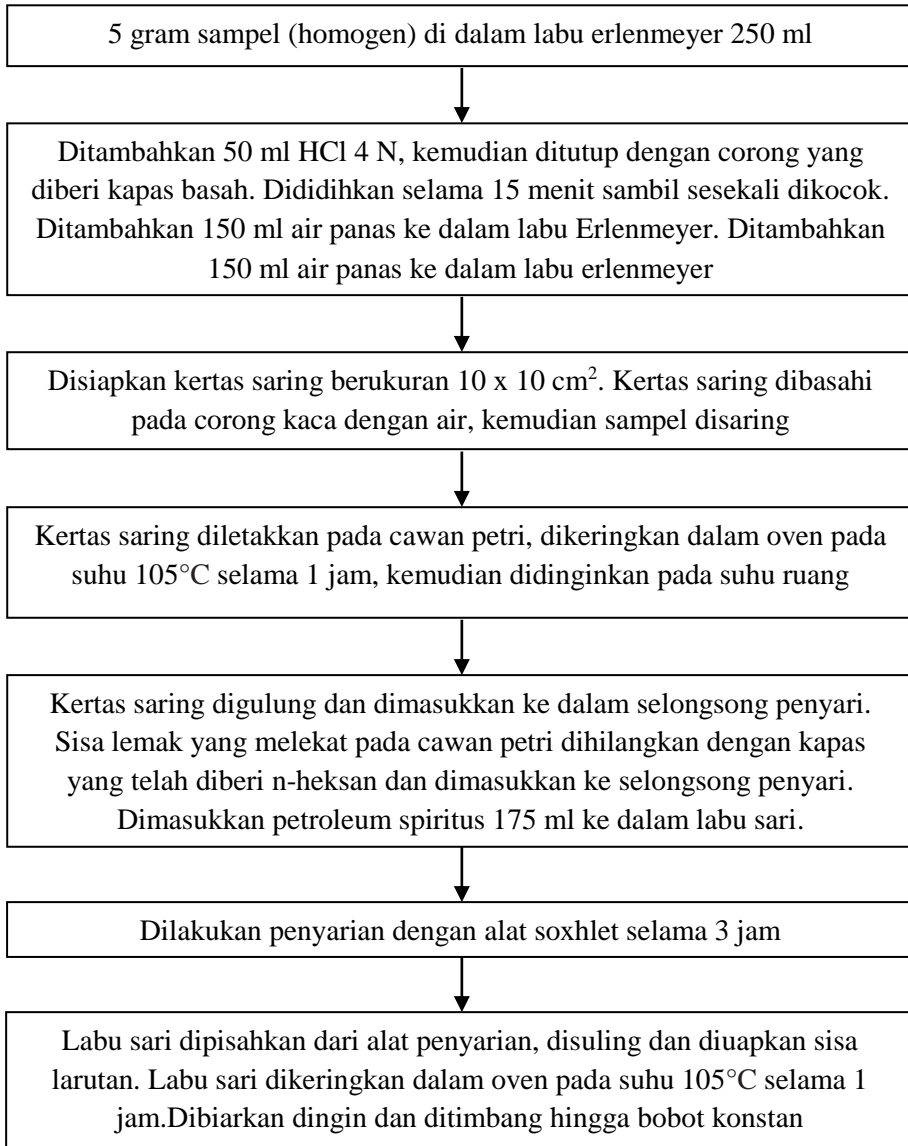 5 gram sampel (homogen) di dalam labu erlenmeyer 250 ml
Ditambahkan 50 ml HCl 4 N, kemudian ditutup dengan corong yang
diberi kapas basah. Dididihkan selama 15 menit sambil sesekali dikocok.
Ditambahkan 150 ml air panas ke dalam labu Erlenmeyer. Ditambahkan
150 ml air panas ke dalam labu erlenmeyer
Disiapkan kertas saring berukuran 10 x 10 cm². Kertas saring dibasahi
pada corong kaca dengan air, kemudian sampel disaring
Kertas saring diletakkan pada cawan petri, dikeringkan dalam oven pada
suhu 105°C selama 1 jam, kemudian didinginkan pada suhu ruang
Kertas saring digulung dan dimasukkan ke dalam selongsong penyari.
Sisa lemak yang melekat pada cawan petri dihilangkan dengan kapas
yang telah diberi n-heksan dan dimasukkan ke selongsong penyari.
Dimasukkan petroleum spiritus 175 ml ke dalam labu sari.
Dilakukan penyarian dengan alat soxhlet selama 3 jam
Labu sari dipisahkan dari alat penyarian, disuling dan diuapkan sisa
larutan. Labu sari dikeringkan dalam oven pada suhu 105°C selama 1
jam.Dibiarkan dingin dan ditimbang hingga bobot konstan